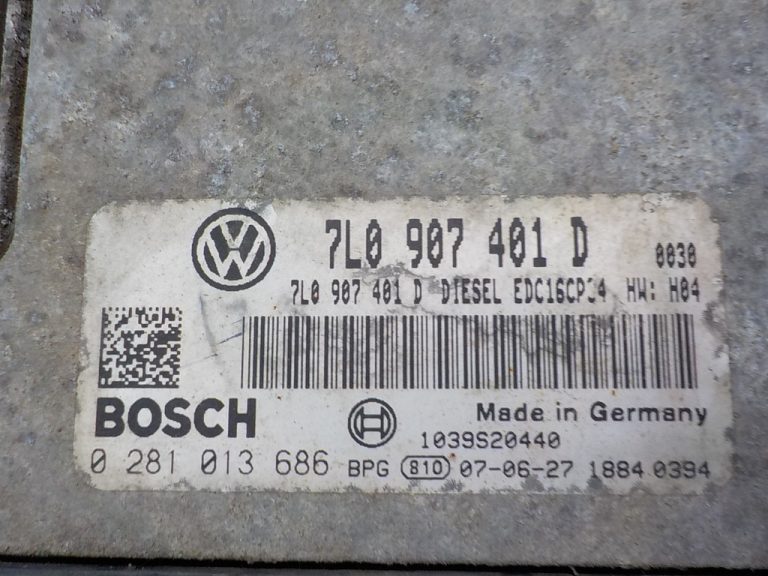 7L0 907 401 D 0030
7L0 907 401 D DIESEL EDC16CP34 HW: H04
BOSCH
Made in Germany
1039S20440
0 281 013 686 BPG 810 07-06-27 1884 0394